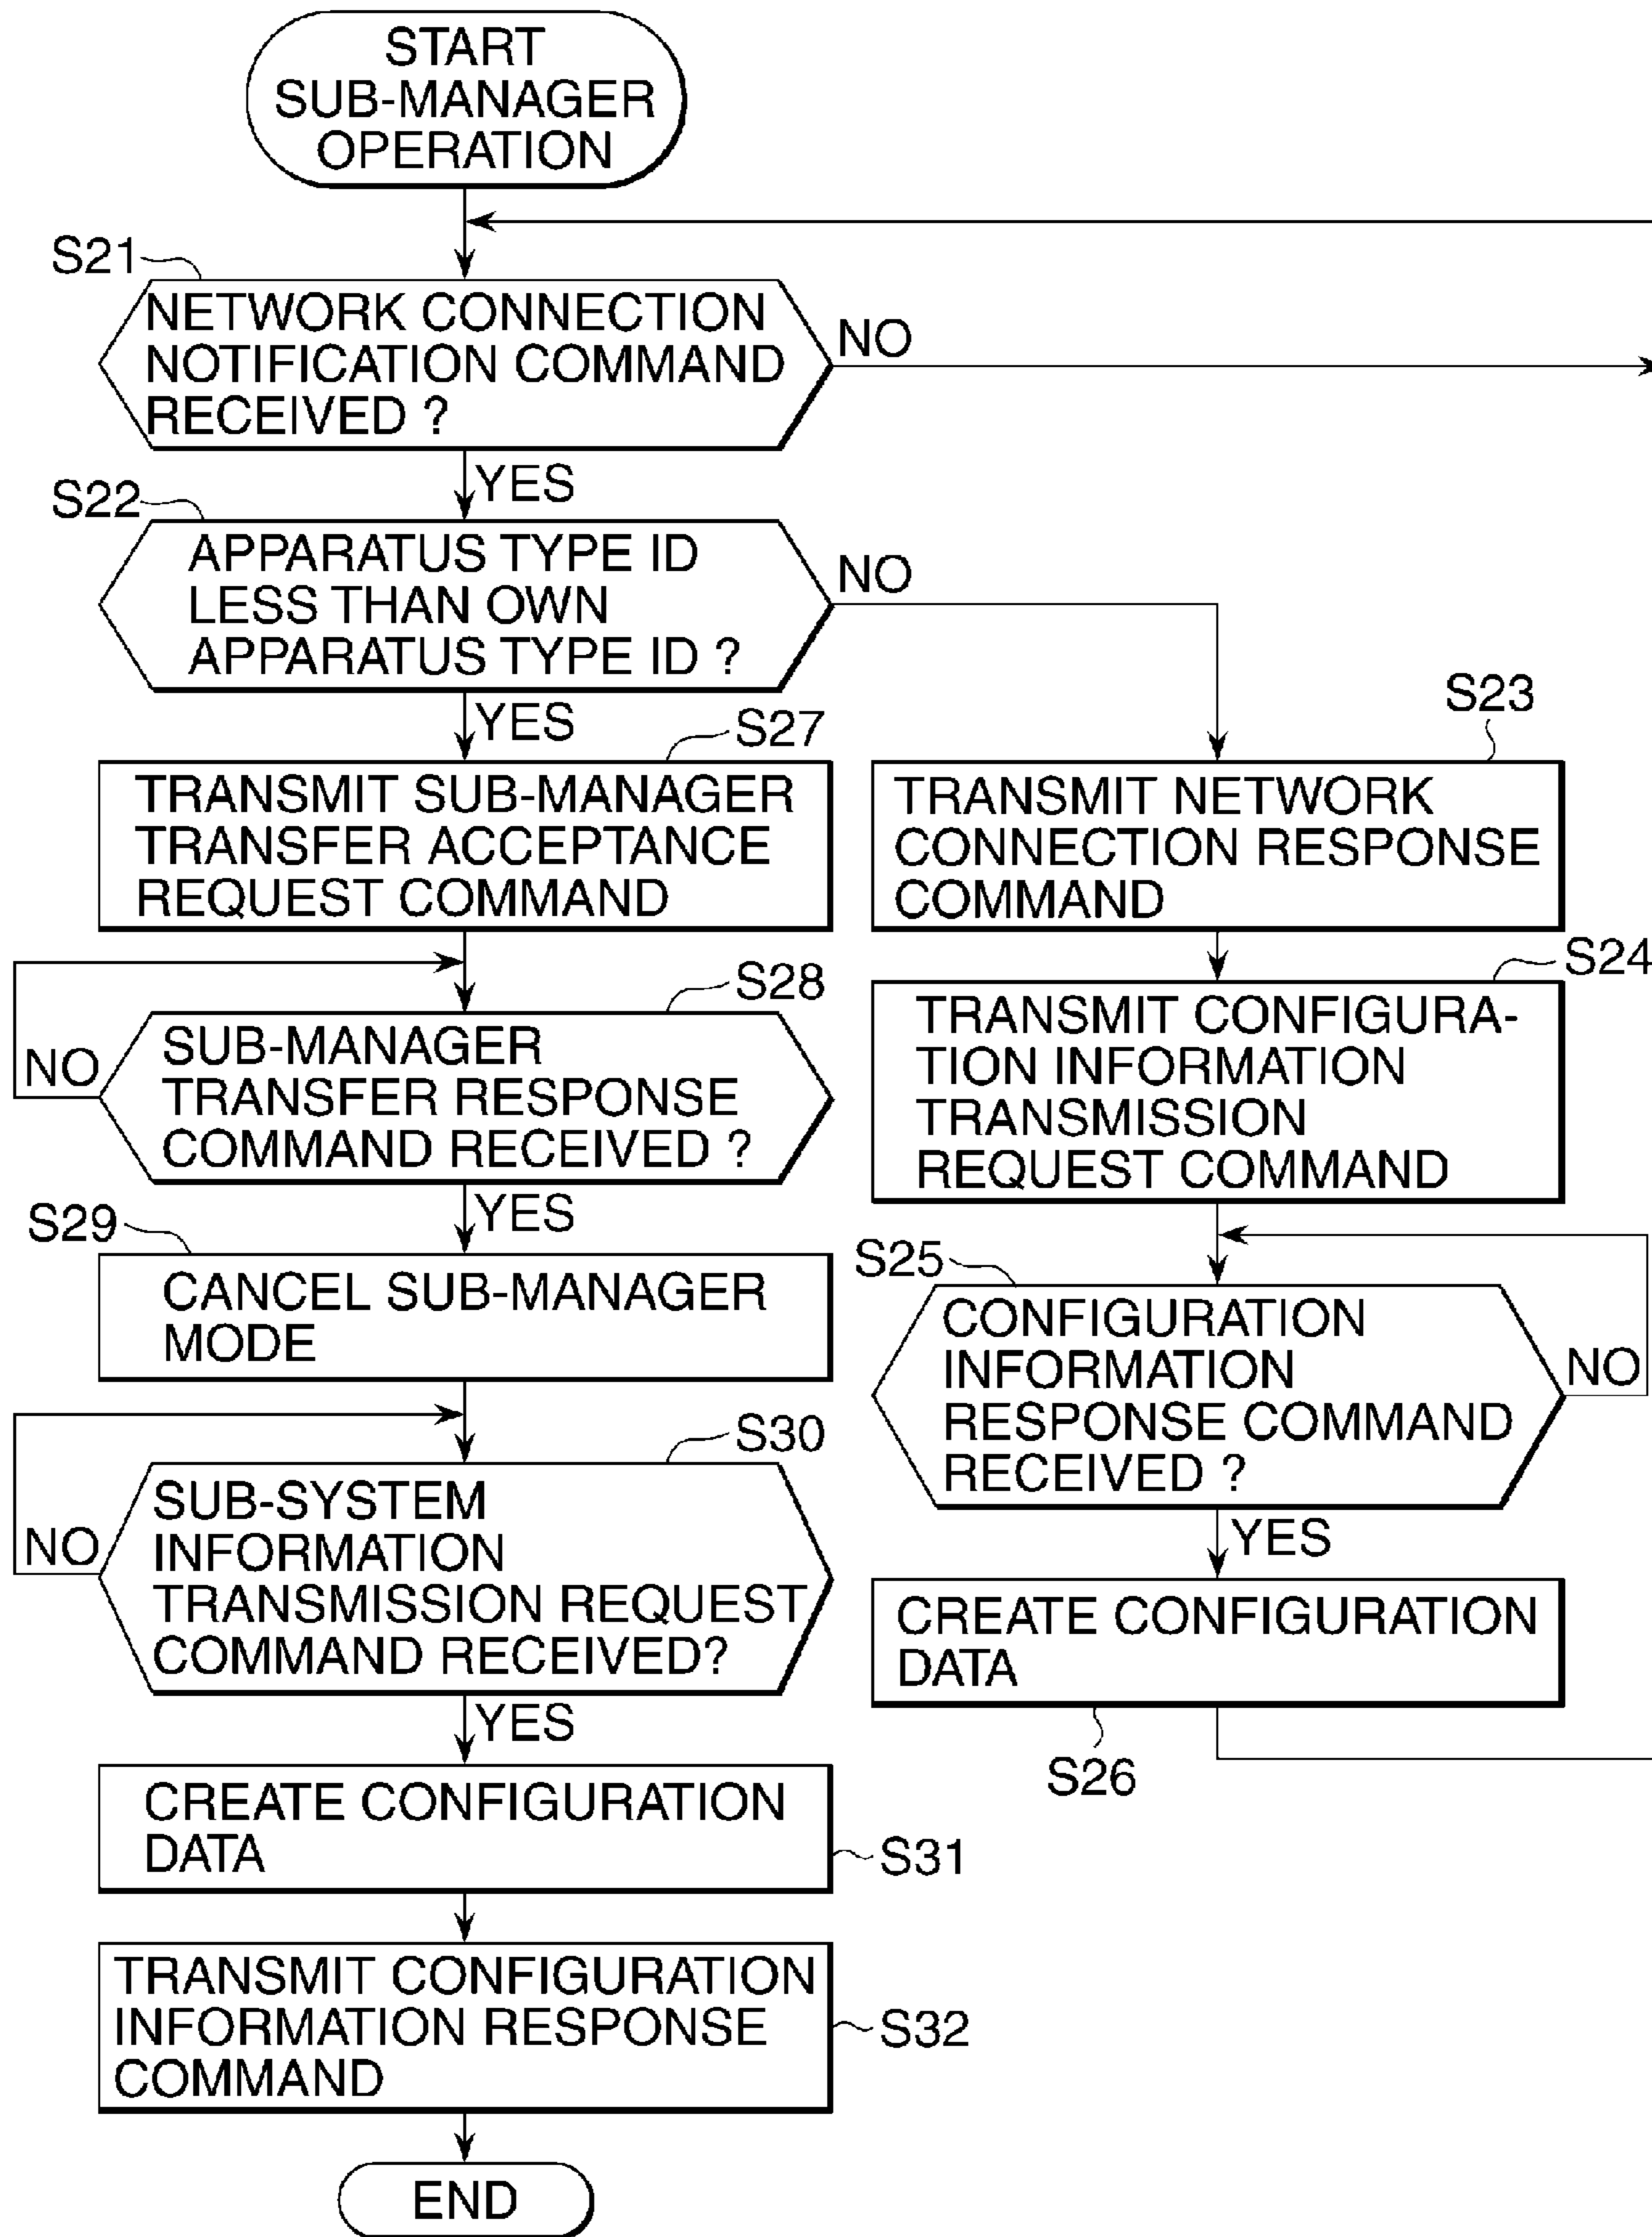 START
SUB-MANAGER
OPERATION
S21
NETWORK CONNECTION
NOTIFICATION COMMAND
RECEIVED ?
NO
YES
S22
APPARATUS TYPE ID
LESS THAN OWN
APPARATUS TYPE ID ?
NO
YES
S27
TRANSMIT SUB-MANAGER
TRANSFER ACCEPTANCE
REQUEST COMMAND
S28
SUB-MANAGER
TRANSFER RESPONSE
COMMAND RECEIVED ?
NO
YES
S29
CANCEL SUB-MANAGER
MODE
S30
SUB-SYSTEM
INFORMATION
TRANSMISSION REQUEST
COMMAND RECEIVED?
NO
YES
CREATE CONFIGURATION
DATA
S31
TRANSMIT CONFIGURATION
INFORMATION RESPONSE
COMMAND
S32
END
S23
TRANSMIT NETWORK
CONNECTION RESPONSE
COMMAND
S24
TRANSMIT CONFIGURA-
TION INFORMATION
TRANSMISSION
REQUEST COMMAND
S25
CONFIGURATION
INFORMATION
RESPONSE COMMAND
RECEIVED ?
NO
YES
CREATE CONFIGURATION
DATA
S26